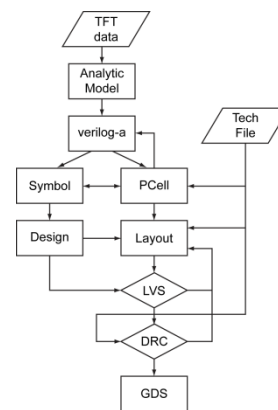 TFT
data
Analytic
Model
Tech
File
verilog-a
Symbol
PCell
Design
Layout
LVS
DRC
GDS